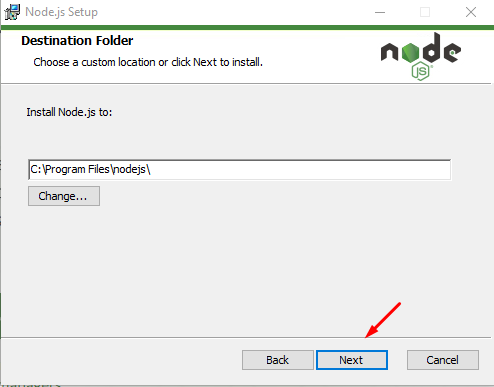 Node.js Setup
Destination Folder
Choose a custom location or click Next to install.
node
JS
Install Node.js to:
C:\Program Files\nodejs\
Change...
Back
Next
Cancel